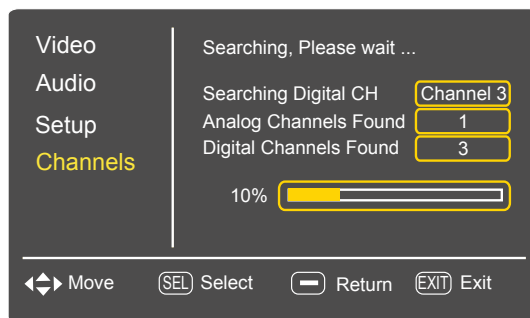 Video
Audio
Setup
Channels
Searching, Please wait ...
Searching Digital CH Channel 3
Analog Channels Found 1
Digital Channels Found 3
10%
Move SEL Select Return EXIT Exit